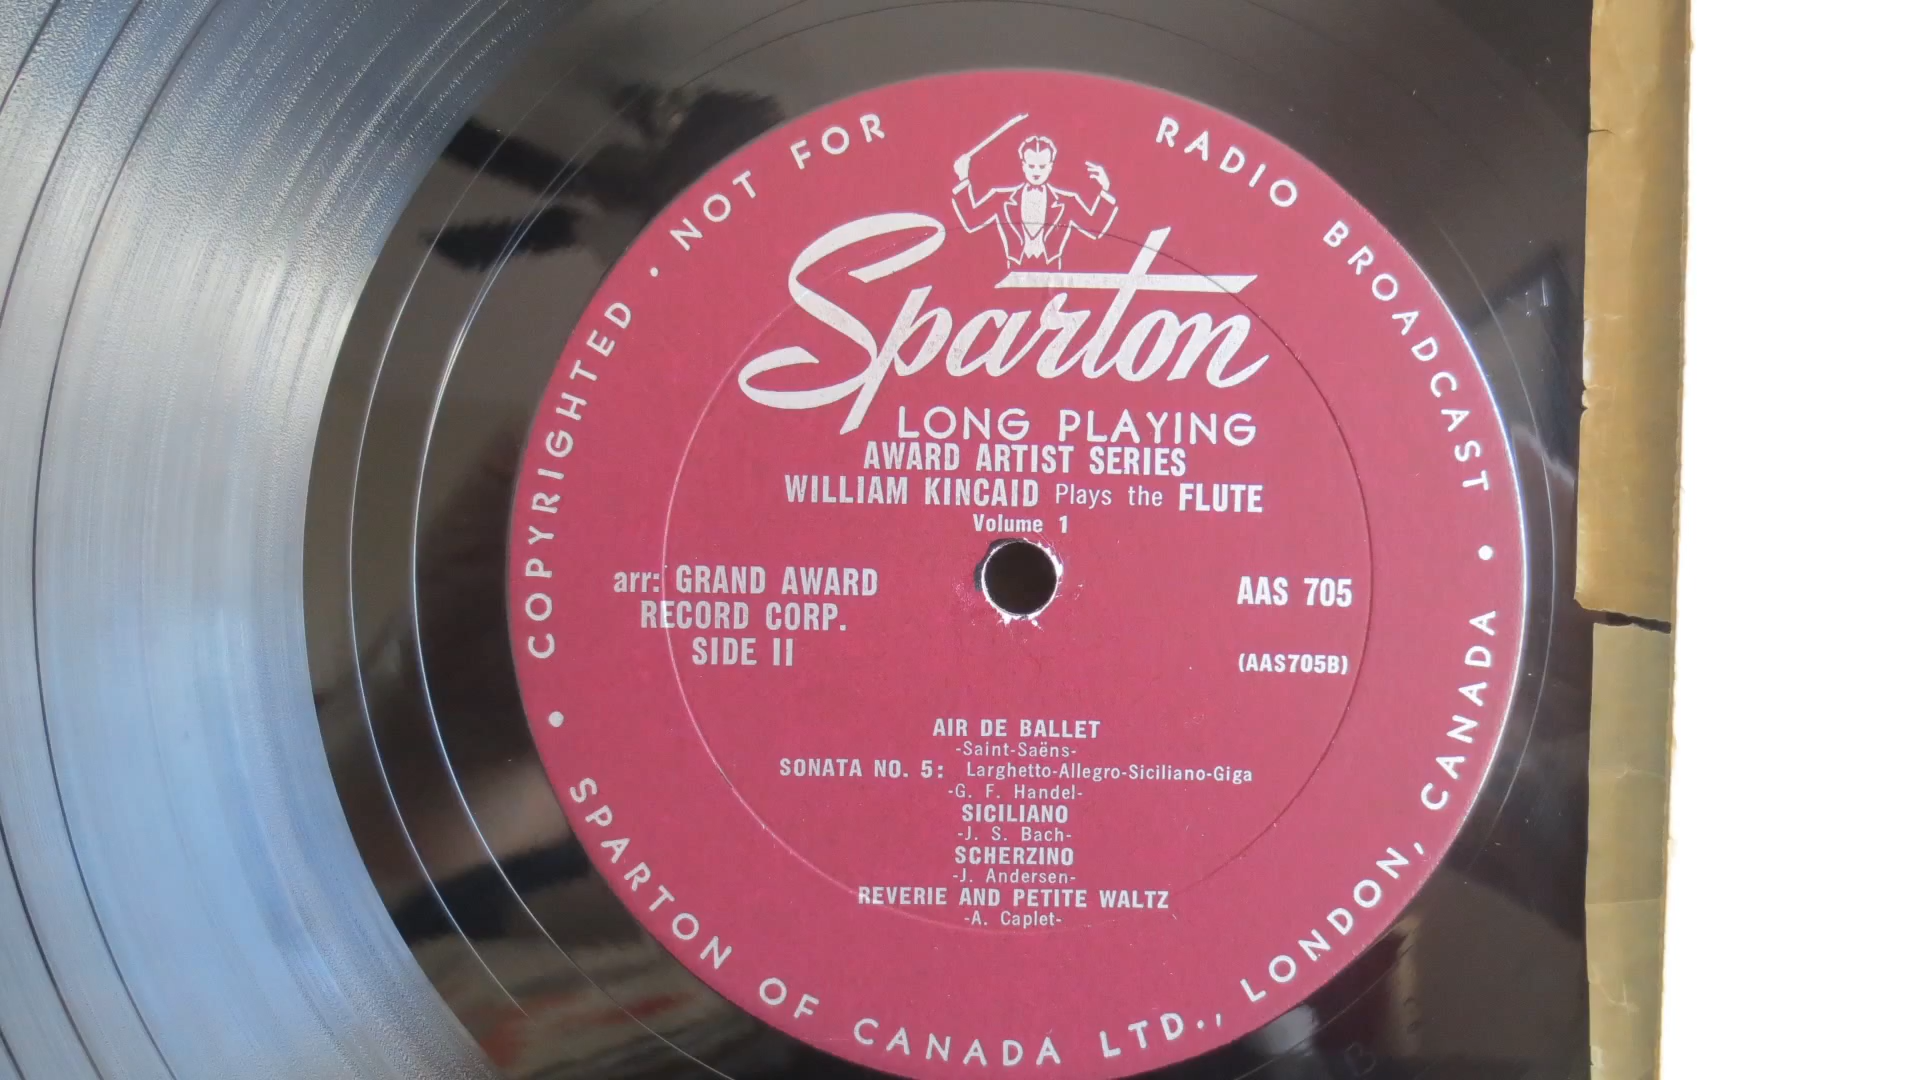 COPYRIGHTED · NOT FOR RADIO BROADCAST •
Sparton
LONG PLAYING
AWARD ARTIST SERIES
WILLIAM KINCAID Plays the FLUTE
Volume 1
arr: GRAND AWARD
RECORD CORP.
SIDE II
AAS 705
(AAS705B)
AIR DE BALLET
-Saint-Saëns-
SONATA NO. 5: Larghetto-Allegro-Siciliano-Giga
-G. F. Handel-
SICILIANO
-J. S. Bach-
SCHERZINO
-J. Andersen-
REVERIE AND PETITE WALTZ
-A. Caplet-
• SPARTON OF CANADA LTD., LONDON, CANADA